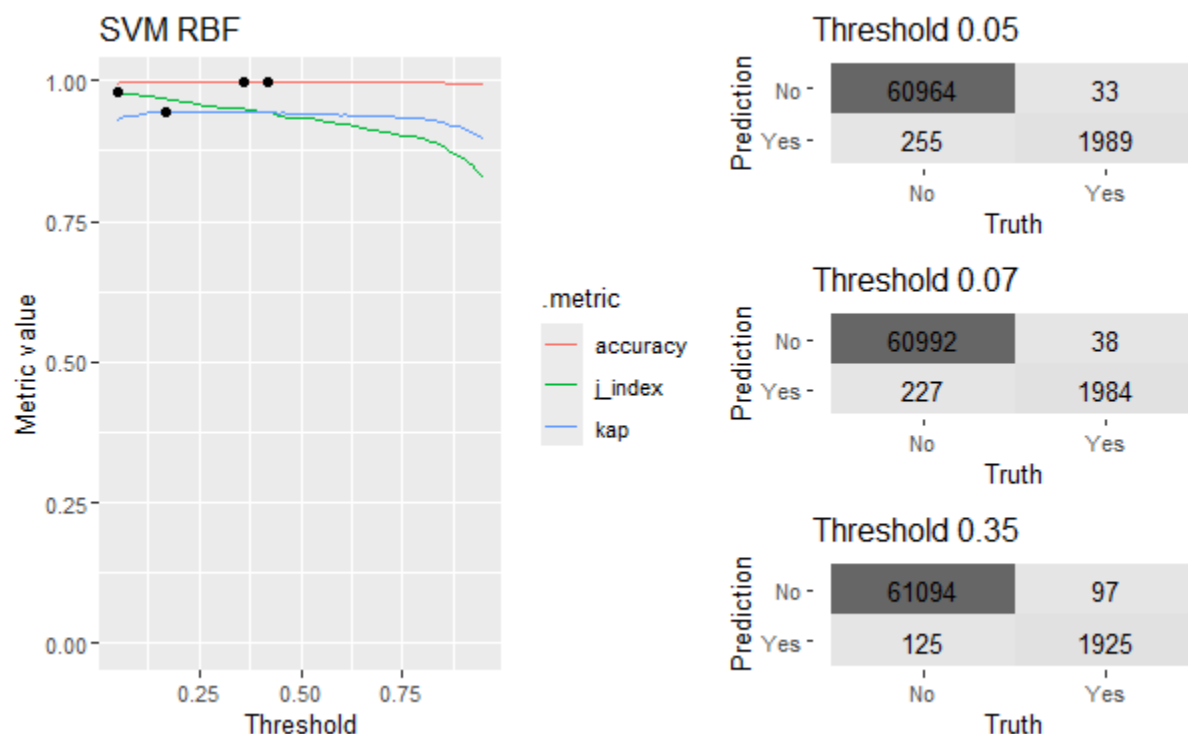 SVM RBF
1.00
0.75
0.50
0.25
0.00
Metric value
0.25 0.50 0.75
Threshold
.metric
accuracy
j_index
kap
Threshold 0.05
Prediction
No 60964 33
Yes 255 1989
No Yes
Truth
Threshold 0.07
Prediction
No 60992 38
Yes 227 1984
No Yes
Truth
Threshold 0.35
Prediction
No 61094 97
Yes 125 1925
No Yes
Truth